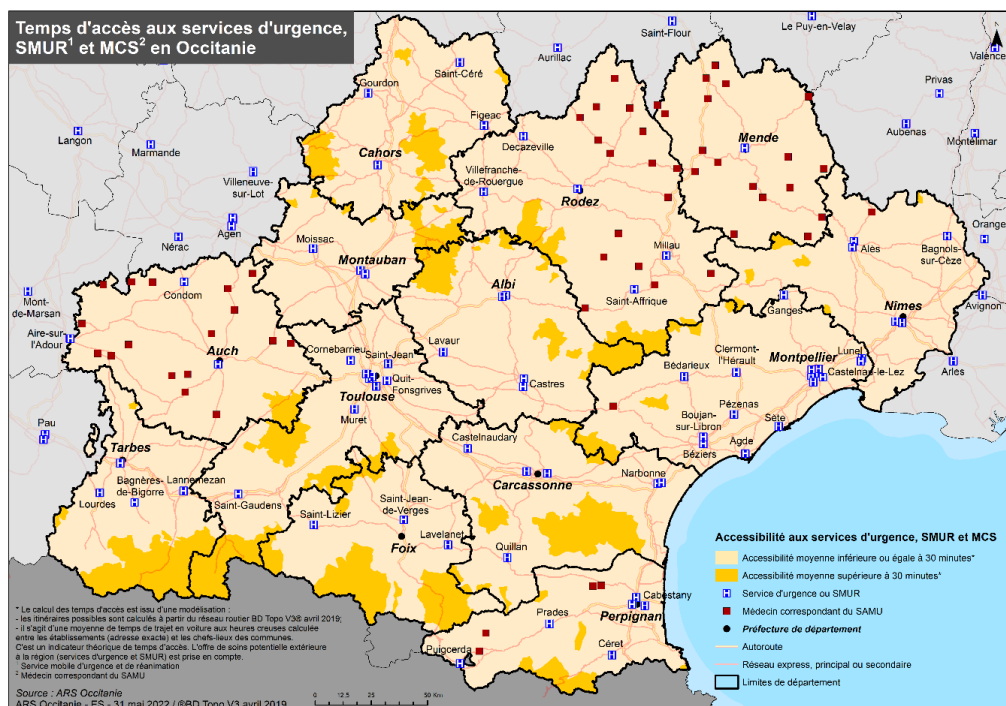 Temps d'accès aux services d'urgence,
SMUR¹ et MCS² en Occitanie
Le Puy-en-Velay
Saint-Flour
Aurillac
Valence
Saint-Céré
Gourdon
Privas
Langon
Figeac
Aubenas
Marmande
Decazeville
Mende
Montélimar
Cahors
Villeneuve-
sur-Lot
Villefranche-
de-Rouergue
Rodez
Agen
Nérac
Moissac
Orange
Alès
Bagnols-
sur-Cèze
Montauban
Millau
Condom
Albi
Saint-Affrique
Mont-
de-Marsan
Avignon
Ganges
Nîmes
Aire-sur-
l'Adour
Auch
Cornebarrieu
Saint-Jean
Lavaur
Clermont-
l'Hérault
Montpellier
Lunel
Bédarieux
Castelnau-le-Lez
Arles
Quit-
Fonsgrives
Toulouse
Castres
Muret
Pézenas
Pau
Boujan-
sur-Libron
Sète
Castelnaudary
Béziers
Agde
Tarbes
Bagnères-
de-Bigorre
Lannemezan
Carcassonne
Narbonne
Lourdes
Saint-Gaudens
Saint-Jean-
de-Verges
Saint-Lizier
Lavelanet
Foix
Quillan
Cabestany
Prades
Perpignan
Puigcerda
Céret
Accessibilité aux services d'urgence, SMUR et MCS
Accessibilité moyenne inférieure ou égale à 30 minutes*
Accessibilité moyenne supérieure à 30 minutes*
H Service d'urgence ou SMUR
Médecin correspondant du SAMU
Préfecture de département
Autoroute
Réseau express, principal ou secondaire
Limites de département
* Le calcul des temps d'accès est issu d'une modélisation :
- les itinéraires possibles sont calculés à partir du réseau routier BD Topo V3® avril 2019;
- il s'agit d'une moyenne de temps de trajet en voiture aux heures creuses calculée
entre les établissements (adresse exacte) et les chefs-lieux des communes.
C'est un indicateur théorique de temps d'accès. L'offre de soins potentielle extérieure
à la région (services d'urgence et SMUR) est prise en compte.
Service mobile d'urgence et de réanimation
² Médecin correspondant du SAMU
Source : ARS Occitanie
ARS Occitanie - ES - 31 mai 2022 / @BD Topo V3 avril 2019
0 12.5 25 50 Km